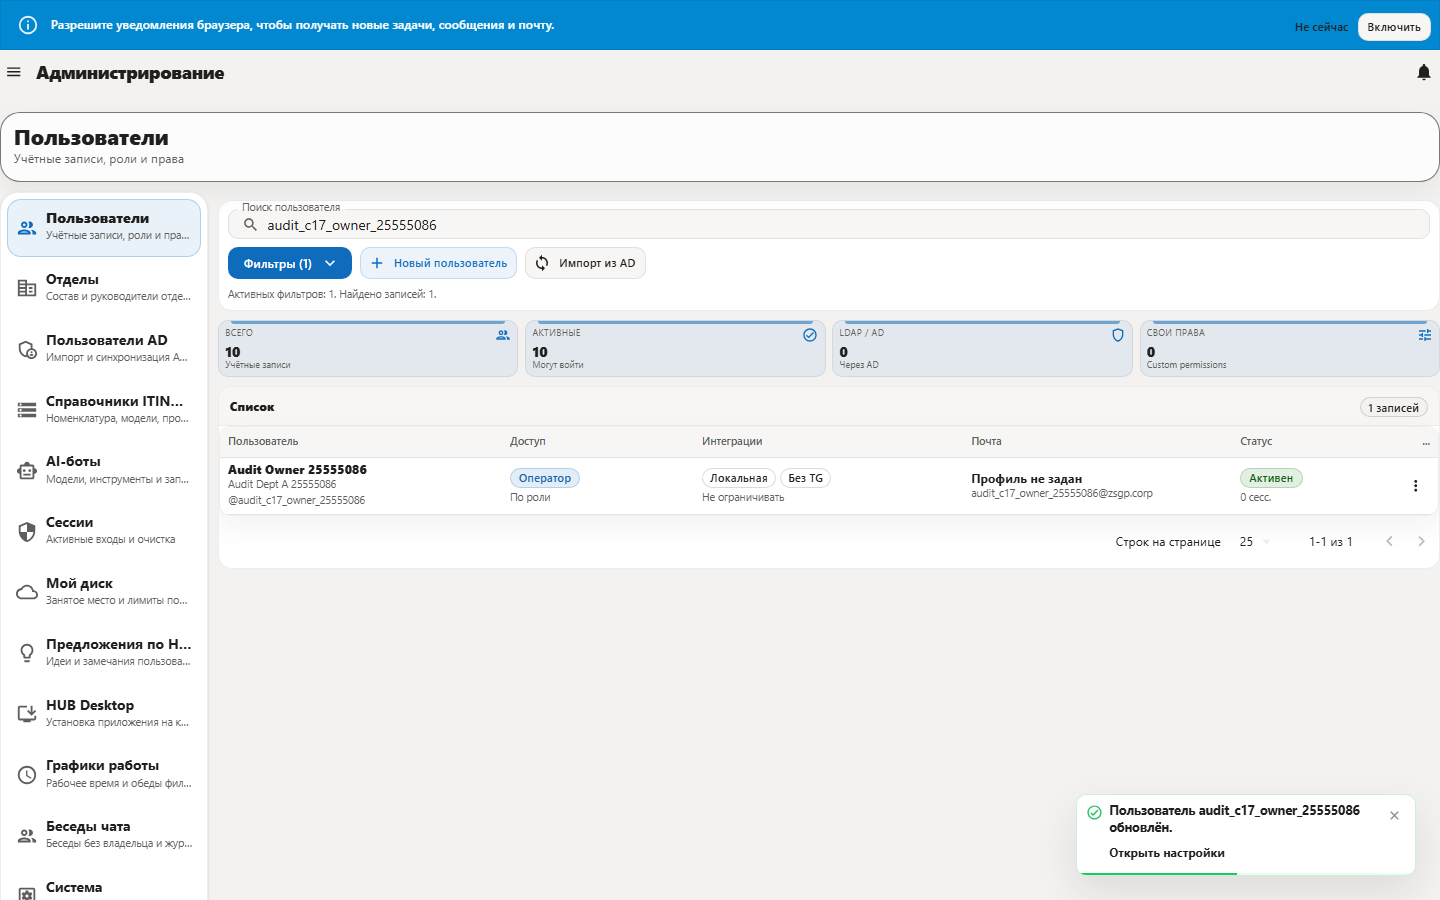 Разрешите уведомления браузера, чтобы получать новые задачи, сообщения и почту.
Не сейчас
Включить
Администрирование
Пользователи
Учётные записи, роли и права
Пользователи
Учётные записи, роли и пра...
Отделы
Состав и руководители отде...
Пользователи AD
Импорт и синхронизация A...
Справочники ITIN...
Номенклатура, модели, про...
AI-боты
Модели, инструменты и зап...
Сессии
Активные входы и очистка
Мой диск
Занятое место и лимиты по...
Предложения по H...
Идеи и замечания пользова...
HUB Desktop
Установка приложения на к...
Графики работы
Рабочее время и обеды фил...
Беседы чата
Беседы без владельца и жур...
Система
Поиск пользователя
audit_c17_owner_25555086
Фильтры (1)
Новый пользователь
Импорт из AD
Активных фильтров: 1. Найдено записей: 1.
ВСЕГО
10
Учётные записи
АКТИВНЫЕ
10
Могут войти
LDAP / AD
0
Через AD
СВОИ ПРАВА
0
Custom permissions
Список
1 записей
Пользователь
Доступ
Интеграции
Почта
Статус
...
Audit Owner 25555086
Audit Dept A 25555086
@audit_c17_owner_25555086
Оператор
По роли
Локальная
Без TG
Не ограничивать
Профиль не задан
audit_c17_owner_25555086@zsgp.corp
Активен
0 сесс.
Строк на странице
25
1-1 из 1
Пользователь audit_c17_owner_25555086
обновлён.
Открыть настройки